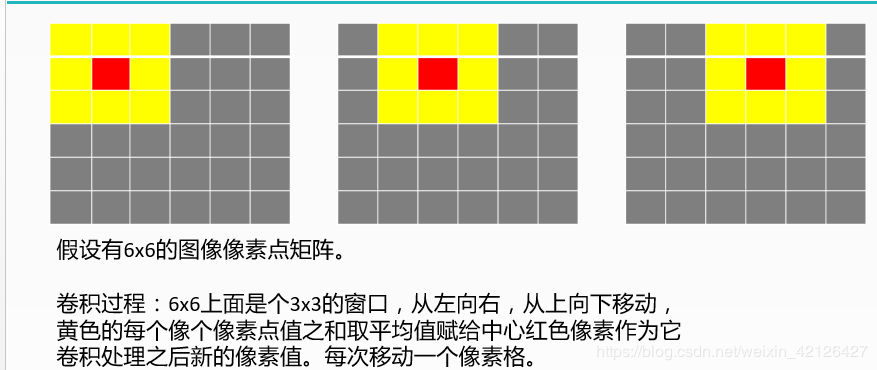 假设有6x6的图像像素点矩阵。
卷积过程：6x6上面是个3x3的窗口，从左向右，从上向下移动，
黄色的每个像个像素点值之和取平均值赋给中心红色像素作为它
卷积处理之后新的像素值。每次移动一个像素格。
https://blog.csdn.net/weixin_42126427